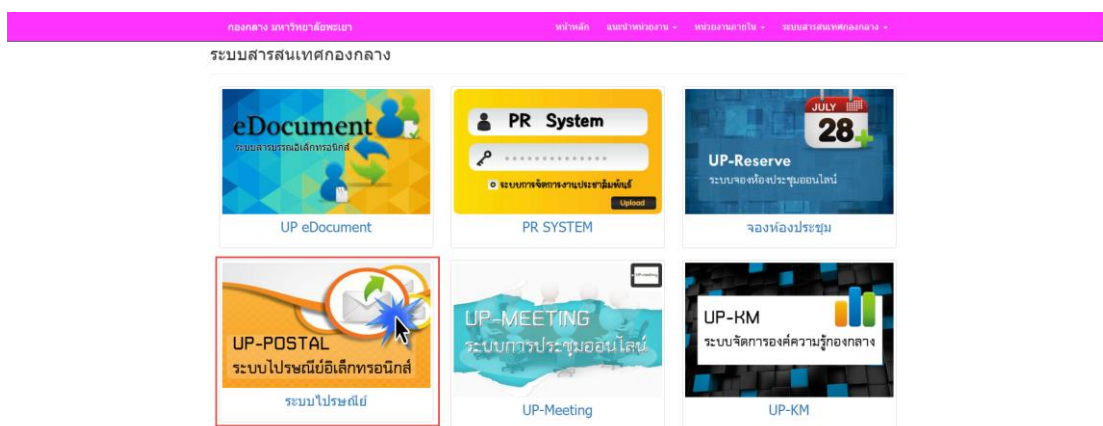 กองกลาง มหาวิทยาลัยพะเยา
หน้าหลัก แนะนำหน่วยงาน หน่วยงานภายใน ระบบสารสนเทศกองกลาง
ระบบสารสนเทศกองกลาง
eDocument
ระบบสารบรรณอิเล็กทรอนิกส์
UP eDocument
PR System
ระบบการจัดการงานประชาสัมพันธ์
Upload
PR SYSTEM
JULY
28
UP-Reserve
ระบบจองห้องประชุมออนไลน์
จองห้องประชุม
UP-POSTAL
ระบบไปรษณีย์อิเล็กทรอนิกส์
ระบบไปรษณีย์
UP-meeting
UP-MEETING
ระบบการประชุมออนไลน์
UP-Meeting
UP-KM
ระบบจัดการองค์ความรู้กองกลาง
UP-KM